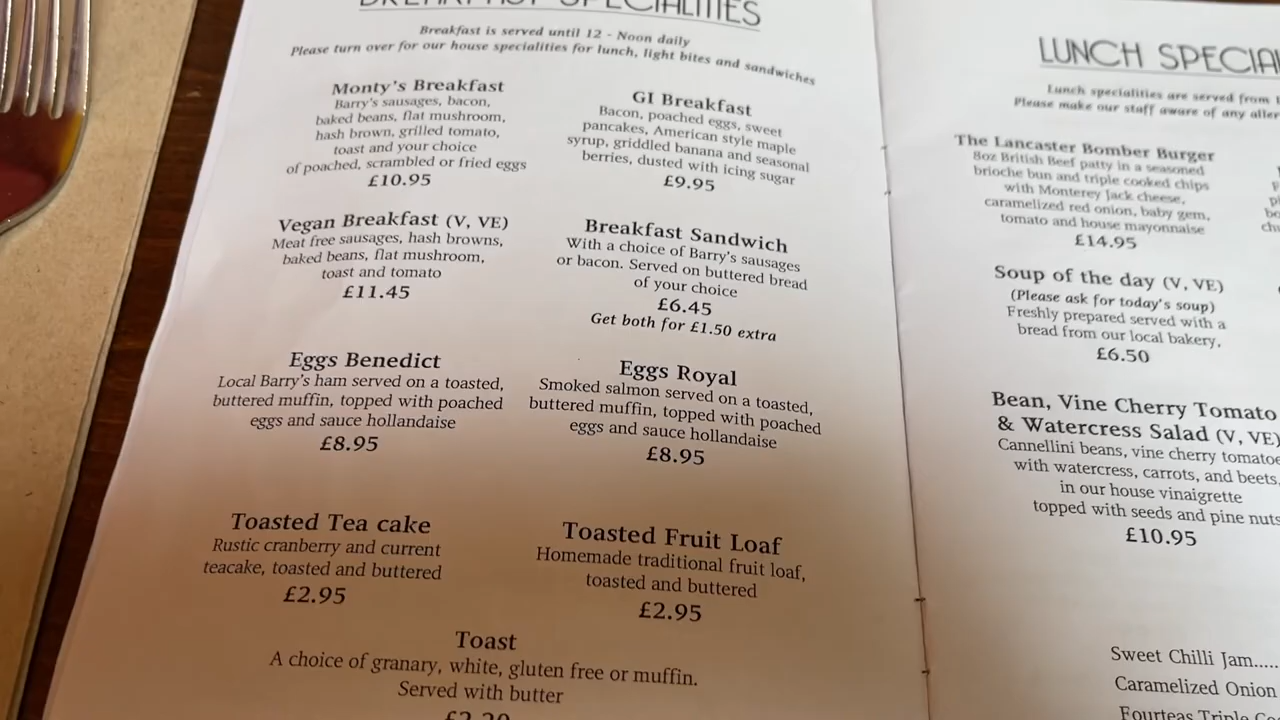 BREAKFAST SPECIALITIES
Breakfast is served until 12 - Noon daily
Please turn over for our house specialities for lunch, light bites and sandwiches
Monty's Breakfast
Barry's sausages, bacon,
baked beans, flat mushroom,
hash brown, grilled tomato,
toast and your choice
of poached, scrambled or fried eggs
£10.95
GI Breakfast
Bacon, poached eggs, sweet
pancakes, American style maple
syrup, griddled banana and seasonal
berries, dusted with icing sugar
£9.95
Vegan Breakfast (V, VE)
Meat free sausages, hash browns,
baked beans, flat mushroom,
toast and tomato
£11.45
Breakfast Sandwich
With a choice of Barry's sausages
or bacon. Served on buttered bread
of your choice
£6.45
Get both for £1.50 extra
Eggs Benedict
Local Barry's ham served on a toasted,
buttered muffin, topped with poached
eggs and sauce hollandaise
£8.95
Eggs Royal
Smoked salmon served on a toasted,
buttered muffin, topped with poached
eggs and sauce hollandaise
£8.95
Toasted Tea cake
Rustic cranberry and current
teacake, toasted and buttered
£2.95
Toasted Fruit Loaf
Homemade traditional fruit loaf,
toasted and buttered
£2.95
Toast
A choice of granary, white, gluten free or muffin.
Served with butter
LUNCH SPECIA
Lunch specialities are served from
Please make our staff aware of any aller
The Lancaster Bomber Burger
8oz British Beef patty in a seasoned
brioche bun and triple cooked chips
with Monterey Jack cheese,
caramelized red onion, baby gem,
tomato and house mayonnaise
£14.95
Soup of the day (V, VE)
(Please ask for today's soup)
Freshly prepared served with a
bread from our local bakery,
£6.50
Bean, Vine Cherry Tomato
& Watercress Salad (V, VE)
Cannellini beans, vine cherry tomatoe
with watercress, carrots, and beets,
in our house vinaigrette
topped with seeds and pine nuts
£10.95
Sweet Chilli Jam.....
Caramelized Onion
Fourteas Triple